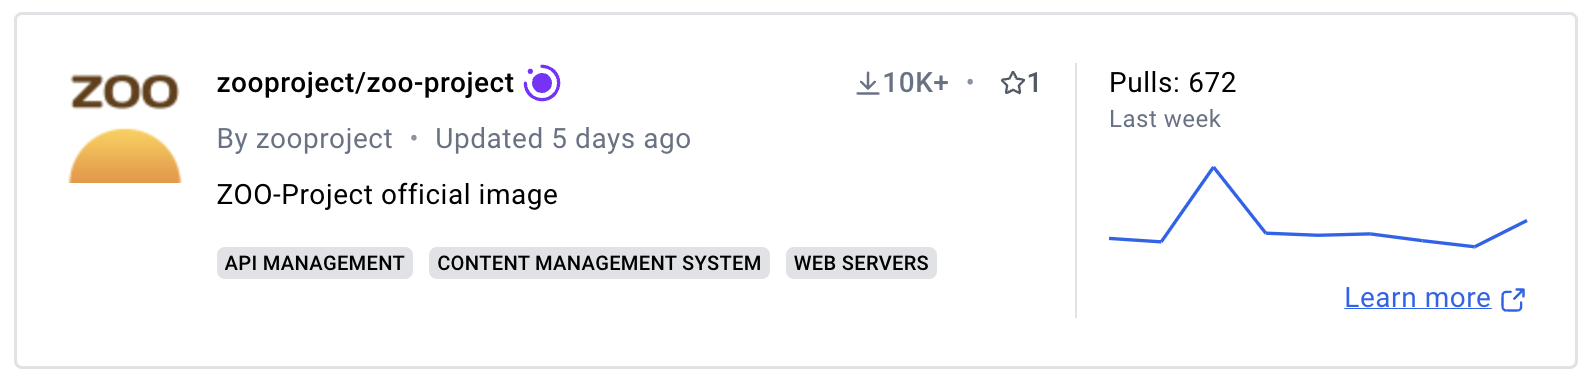 ZOO
zooproject/zoo-project
10K+ • 1
By zooproject • Updated 5 days ago
ZOO-Project official image
API MANAGEMENT
CONTENT MANAGEMENT SYSTEM
WEB SERVERS
Pulls: 672
Last week
Learn more